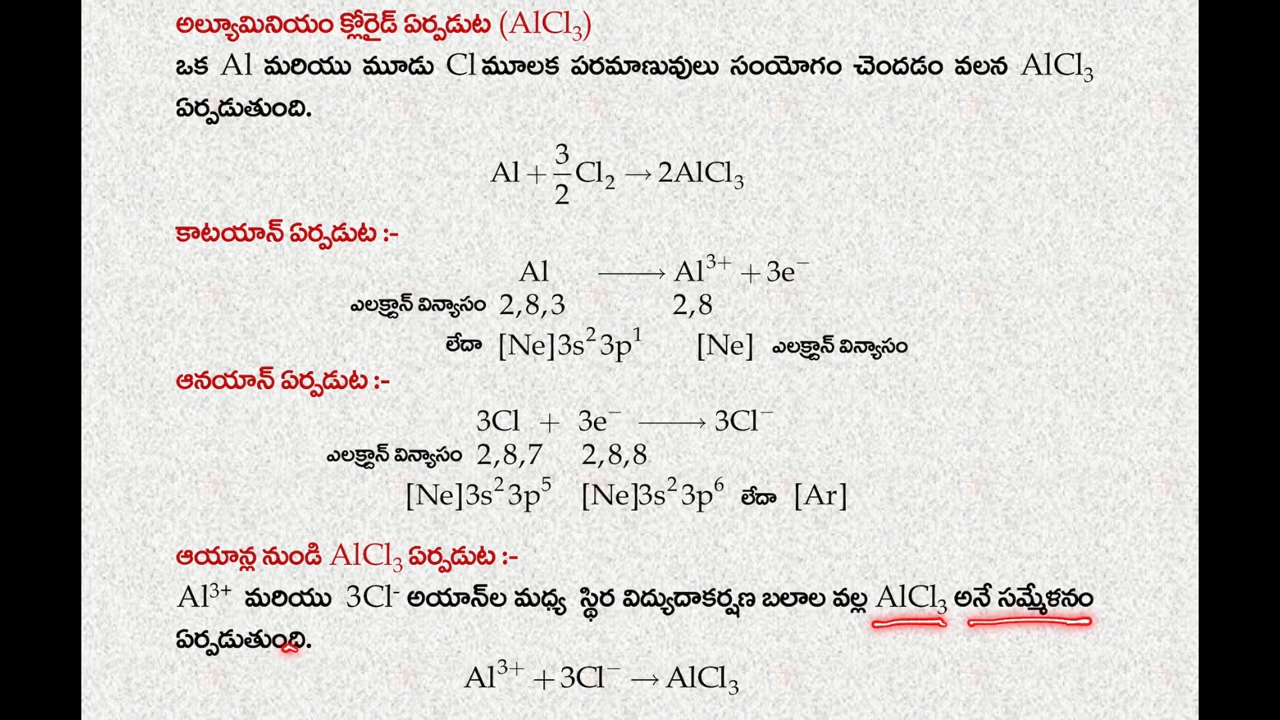 అల్యూమినియం క్లోరైడ్ ఏర్పడుట (AlCl₃)
ఒక Al మరియు మూడు Cl మూలక పరమాణువులు సంయోగం చెందడం వలన AlCl₃
ఏర్పడుతుంది.
Al + 3/2 Cl₂ → 2AlCl₃
కాటయాన్ ఏర్పడుట :-
Al ⟶ Al³⁺ + 3e⁻
ఎలక్ట్రాన్ విన్యాసం 2,8,3 2,8
లేదా [Ne]3s²3p¹ [Ne] ఎలక్ట్రాన్ విన్యాసం
ఆనయాన్ ఏర్పడుట :-
3Cl + 3e⁻ ⟶ 3Cl⁻
ఎలక్ట్రాన్ విన్యాసం 2,8,7 2,8,8
[Ne]3s²3p⁵ [Ne]3s²3p⁶ లేదా [Ar]
ఆయాన్ల నుండి AlCl₃ ఏర్పడుట :-
Al³⁺ మరియు 3Cl⁻ అయాన్‌ల మధ్య స్థిర విద్యుదాకర్షణ బలాల వల్ల AlCl₃ అనే సమ్మేళనం
ఏర్పడుతుంది.
Al³⁺ + 3Cl⁻ → AlCl₃